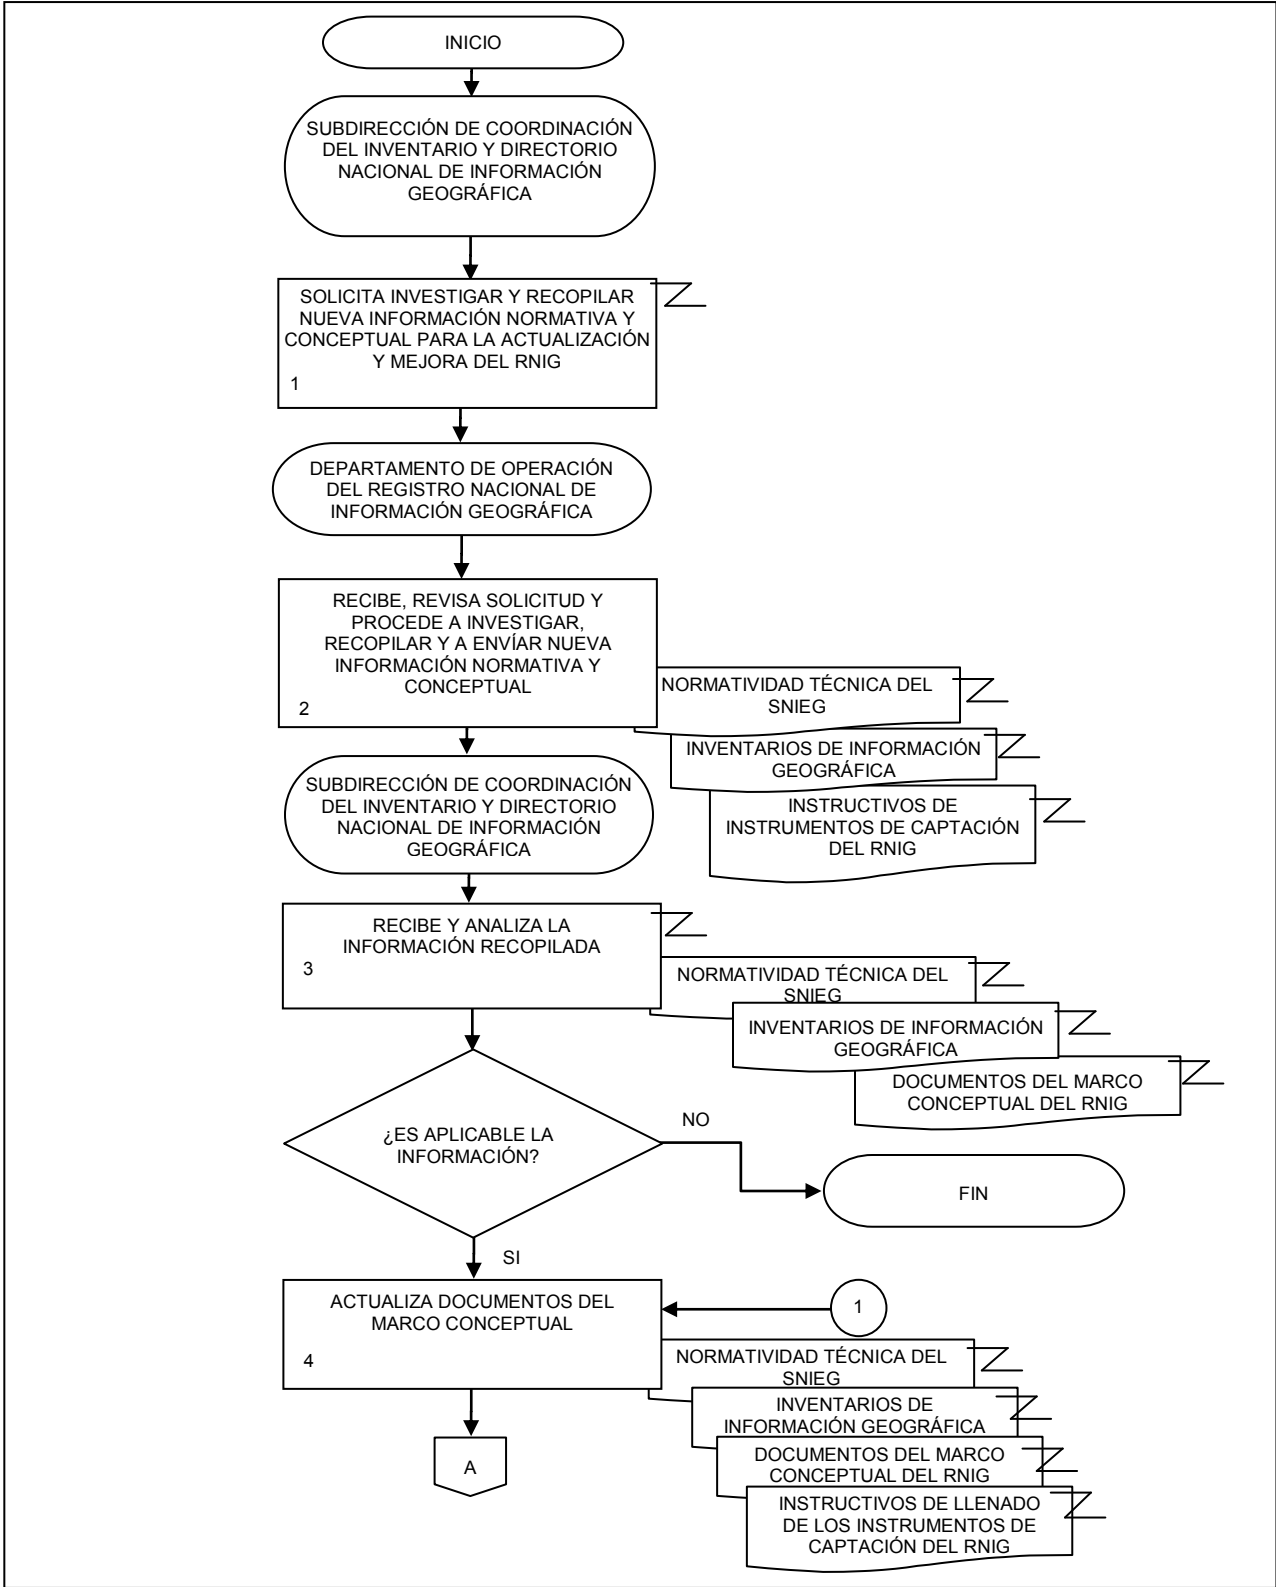 INICIO
SUBDIRECCIÓN DE COORDINACIÓN
DEL INVENTARIO Y DIRECTORIO
NACIONAL DE INFORMACIÓN
GEOGRÁFICA
SOLICITA INVESTIGAR Y RECOPILAR
NUEVA INFORMACIÓN NORMATIVA Y
CONCEPTUAL PARA LA ACTUALIZACIÓN
Y MEJORA DEL RNIG
1
DEPARTAMENTO DE OPERACIÓN
DEL REGISTRO NACIONAL DE
INFORMACIÓN GEOGRÁFICA
RECIBE, REVISA SOLICITUD Y
PROCEDE A INVESTIGAR,
RECOPILAR Y A ENVÍAR NUEVA
INFORMACIÓN NORMATIVA Y
CONCEPTUAL
2
NORMATIVIDAD TÉCNICA DEL
SNIEG
INVENTARIOS DE INFORMACIÓN
GEOGRÁFICA
INSTRUCTIVOS DE
INSTRUMENTOS DE CAPTACIÓN
DEL RNIG
SUBDIRECCIÓN DE COORDINACIÓN
DEL INVENTARIO Y DIRECTORIO
NACIONAL DE INFORMACIÓN
GEOGRÁFICA
RECIBE Y ANALIZA LA
INFORMACIÓN RECOPILADA
3
NORMATIVIDAD TÉCNICA DEL
SNIEG
INVENTARIOS DE INFORMACIÓN
GEOGRÁFICA
DOCUMENTOS DEL MARCO
CONCEPTUAL DEL RNIG
¿ES APLICABLE LA
INFORMACIÓN?
NO
FIN
SI
ACTUALIZA DOCUMENTOS DEL
MARCO CONCEPTUAL
4
1
NORMATIVIDAD TÉCNICA DEL
SNIEG
INVENTARIOS DE
INFORMACIÓN GEOGRÁFICA
DOCUMENTOS DEL MARCO
CONCEPTUAL DEL RNIG
INSTRUCTIVOS DE LLENADO
DE LOS INSTRUMENTOS DE
CAPTACIÓN DEL RNIG
A